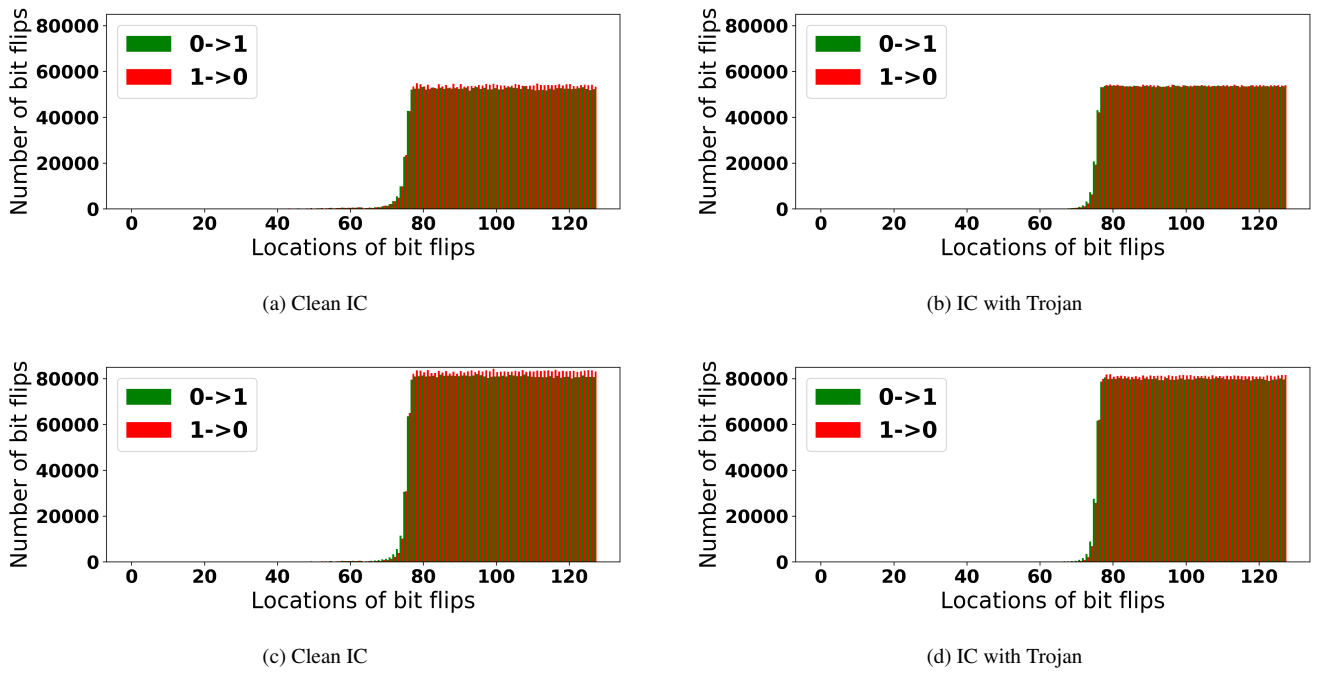 Number of bit flips
80000
60000
40000
20000
0
0->1
1->0
0 20 40 60 80 100 120
Locations of bit flips
(a) Clean IC
Number of bit flips
80000
60000
40000
20000
0
0->1
1->0
0 20 40 60 80 100 120
Locations of bit flips
(b) IC with Trojan
Number of bit flips
80000
60000
40000
20000
0
0->1
1->0
0 20 40 60 80 100 120
Locations of bit flips
(c) Clean IC
Number of bit flips
80000
60000
40000
20000
0
0->1
1->0
0 20 40 60 80 100 120
Locations of bit flips
(d) IC with Trojan